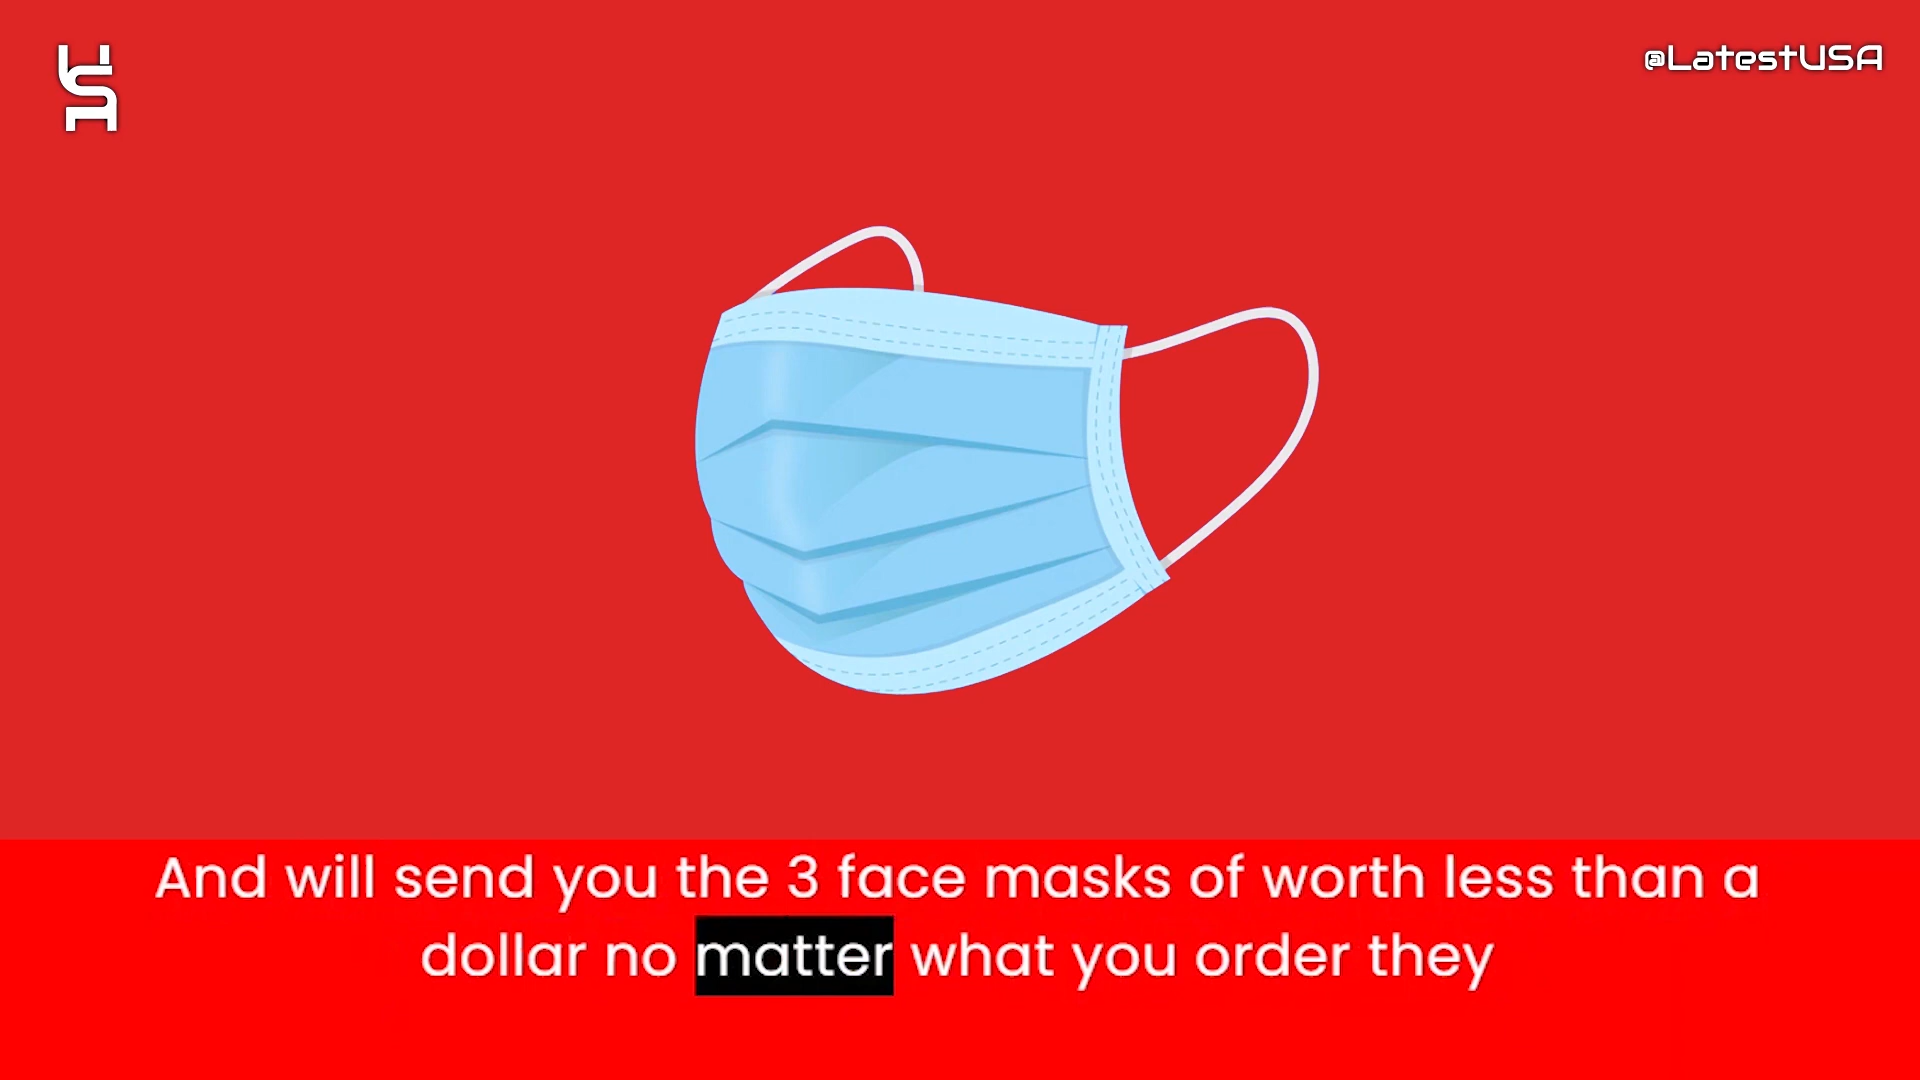 USA
@LatestUSA
And will send you the 3 face masks of worth less than a
dollar no matter what you order they